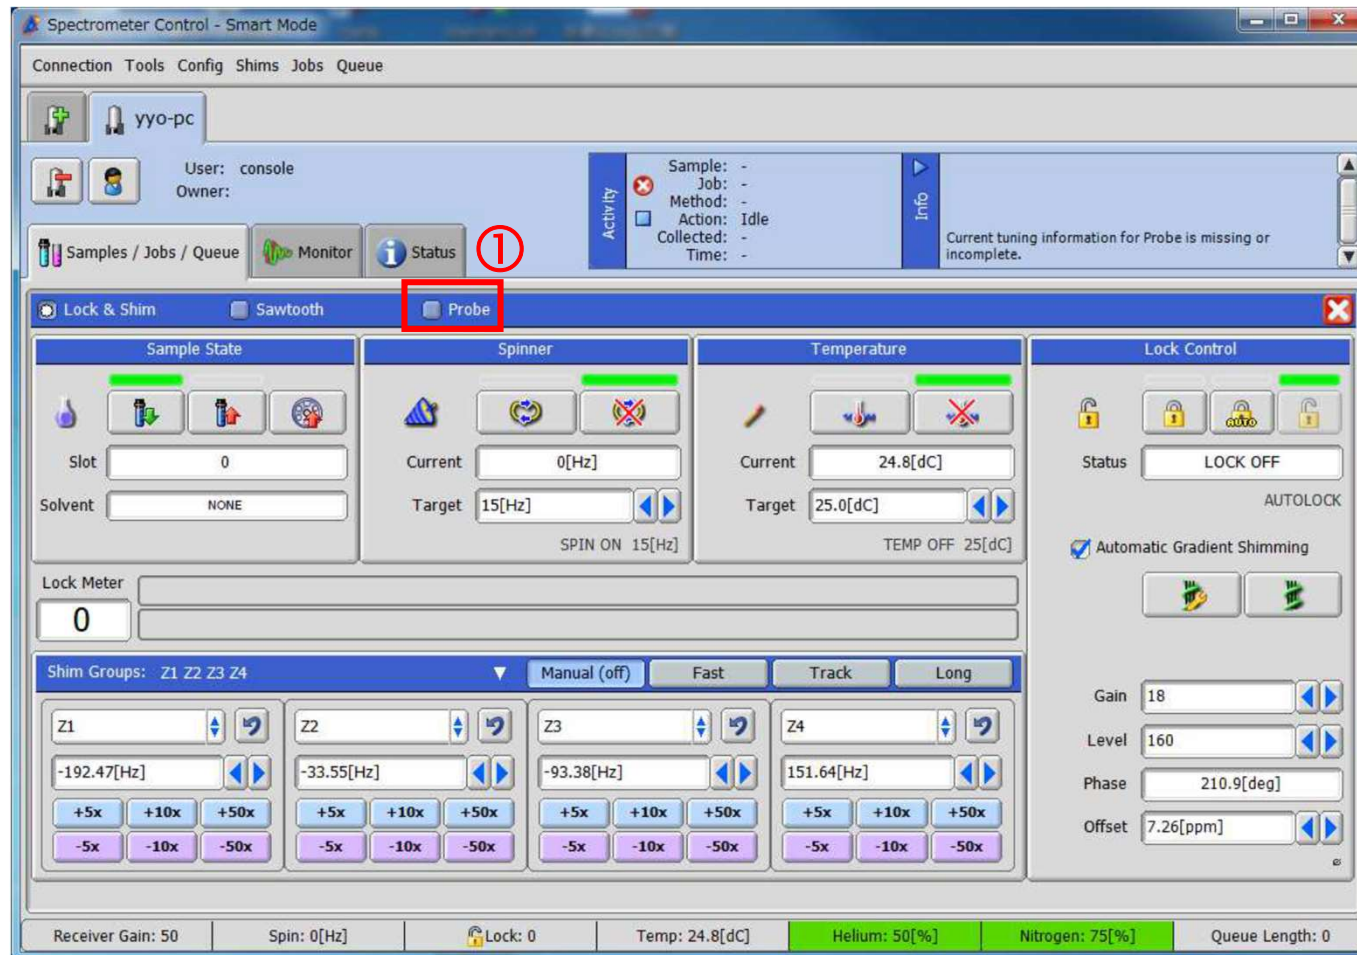 Spectrometer Control - Smart Mode
Connection Tools Config Shims Jobs Queue
yyo-pc
User: console
Owner:
Activity
Sample: -
Job: -
Method: -
Action: Idle
Collected: -
Time: -
Info
Current tuning information for Probe is missing or
incomplete.
Samples / Jobs / Queue
Monitor
Status
①
Lock & Shim
Sawtooth
Probe
Sample State
Slot 0
Solvent NONE
Spinner
Current 0[Hz]
Target 15[Hz]
SPIN ON 15[Hz]
Temperature
Current 24.8[dC]
Target 25.0[dC]
TEMP OFF 25[dC]
Lock Control
auto
Status LOCK OFF
AUTOLOCK
Automatic Gradient Shimming
Gain 18
Level 160
Phase 210.9[deg]
Offset 7.26[ppm]
Lock Meter
0
Shim Groups: Z1 Z2 Z3 Z4
Manual (off) Fast Track Long
Z1
-192.47[Hz]
+5x +10x +50x
-5x -10x -50x
Z2
-33.55[Hz]
+5x +10x +50x
-5x -10x -50x
Z3
-93.38[Hz]
+5x +10x +50x
-5x -10x -50x
Z4
151.64[Hz]
+5x +10x +50x
-5x -10x -50x
Receiver Gain: 50
Spin: 0[Hz]
Lock: 0
Temp: 24.8[dC]
Helium: 50[%]
Nitrogen: 75[%]
Queue Length: 0